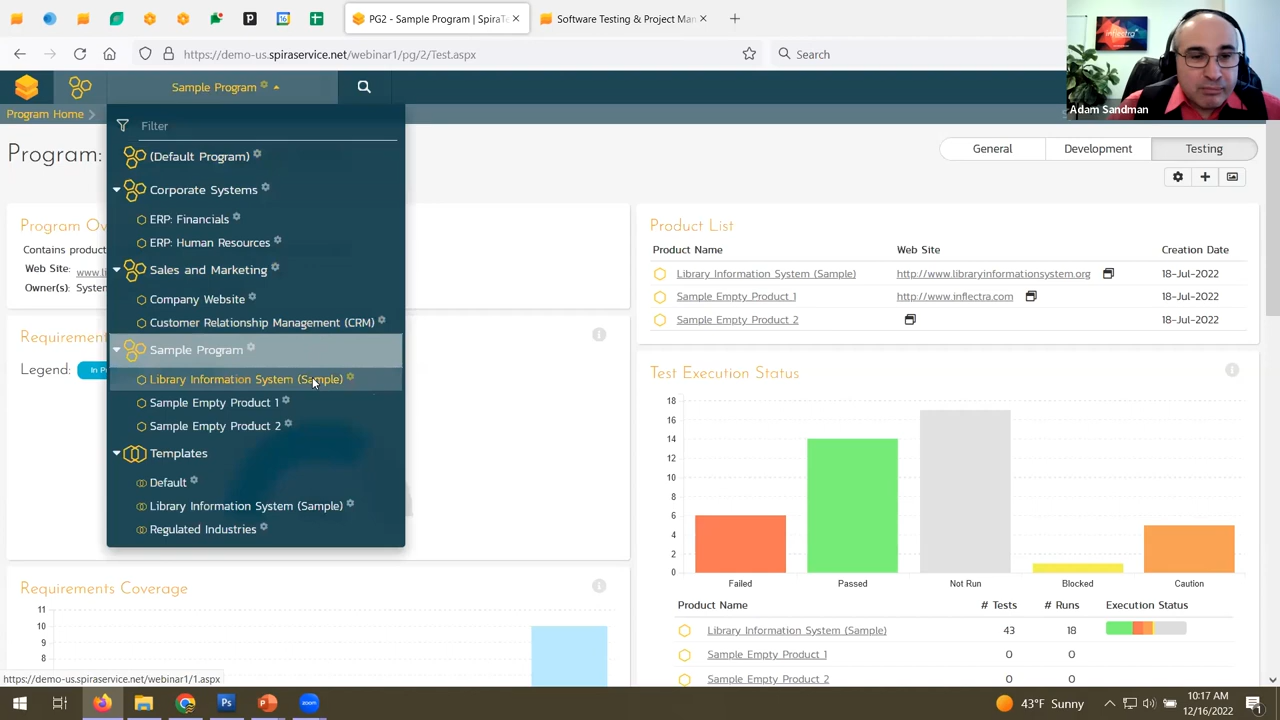 PG2 - Sample Program | SpiraTe
Software Testing & Project Man
https://demo-us.spiraservice.net/webinar1/pg/2/Test.aspx
Search
inflectra
Adam Sandman
Sample Program
Program Home
Program:
General
Development
Testing
Filter
(Default Program)
Corporate Systems
ERP: Financials
ERP: Human Resources
Sales and Marketing
Company Website
Customer Relationship Management (CRM)
Sample Program
Library Information System (Sample)
Sample Empty Product 1
Sample Empty Product 2
Templates
Default
Library Information System (Sample)
Regulated Industries
Program Ov
Contains product
Web Site: www.li
Owner(s): System
Requirement
Legend: In P
Requirements Coverage
11
10
9
8
Product List
Product Name Web Site Creation Date
Library Information System (Sample) http://www.libraryinformationsystem.org 18-Jul-2022
Sample Empty Product 1 http://www.inflectra.com 18-Jul-2022
Sample Empty Product 2 18-Jul-2022
Test Execution Status
18
16
14
12
10
8
6
4
2
0
Failed Passed Not Run Blocked Caution
Product Name # Tests # Runs Execution Status
Library Information System (Sample) 43 18
Sample Empty Product 1 0 0
Sample Empty Product 2 0 0
https://demo-us.spiraservice.net/webinar1/1.aspx
43°F Sunny
10:17 AM
12/16/2022